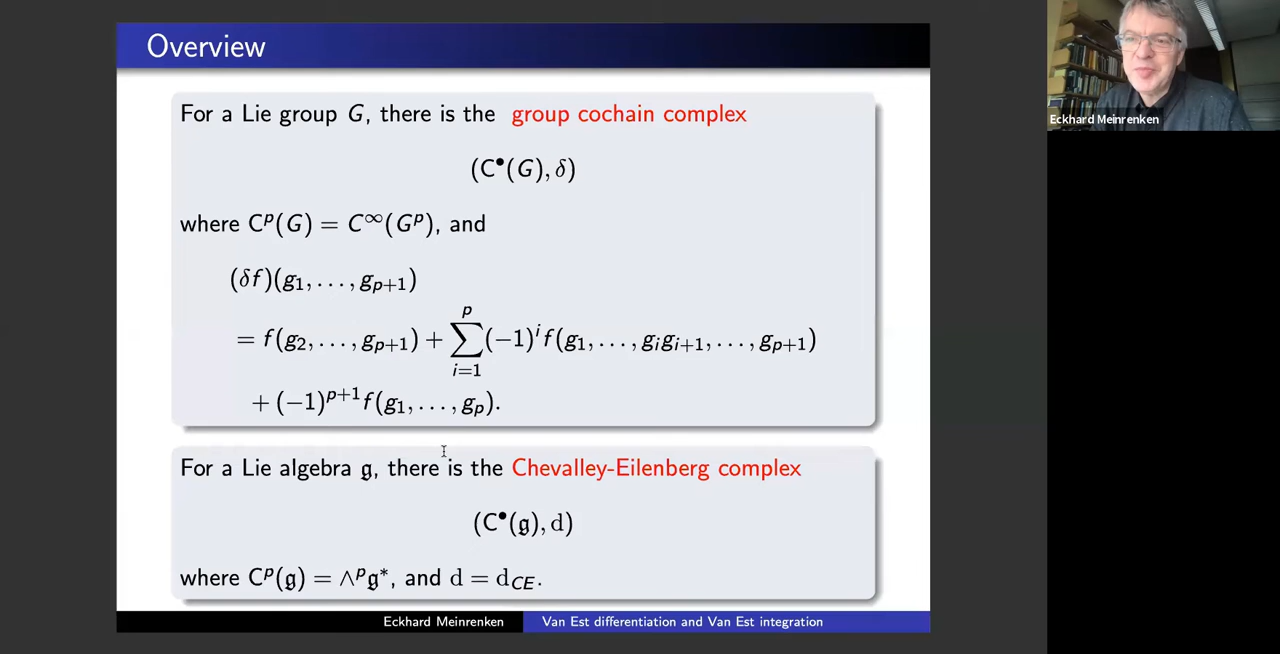 Overview
For a Lie group G, there is the group cochain complex
(C•(G), δ)
where Cᵖ(G) = C∞(Gᵖ), and
(δf)(g₁, . . . , gₚ₊₁)
= f(g₂, . . . , gₚ₊₁) + ∑ᵢ₌₁ᵖ (−1)ⁱf(g₁, . . . , gᵢgᵢ₊₁, . . . , gₚ₊₁)
+ (−1)ᵖ⁺¹f(g₁, . . . , gₚ).
For a Lie algebra 𝔤, there is the Chevalley-Eilenberg complex
(C•(𝔤), d)
where Cᵖ(𝔤) = ∧ᵖ𝔤*, and d = d_CE.
Eckhard Meinrenken Van Est differentiation and Van Est integration
Eckhard Meinrenken